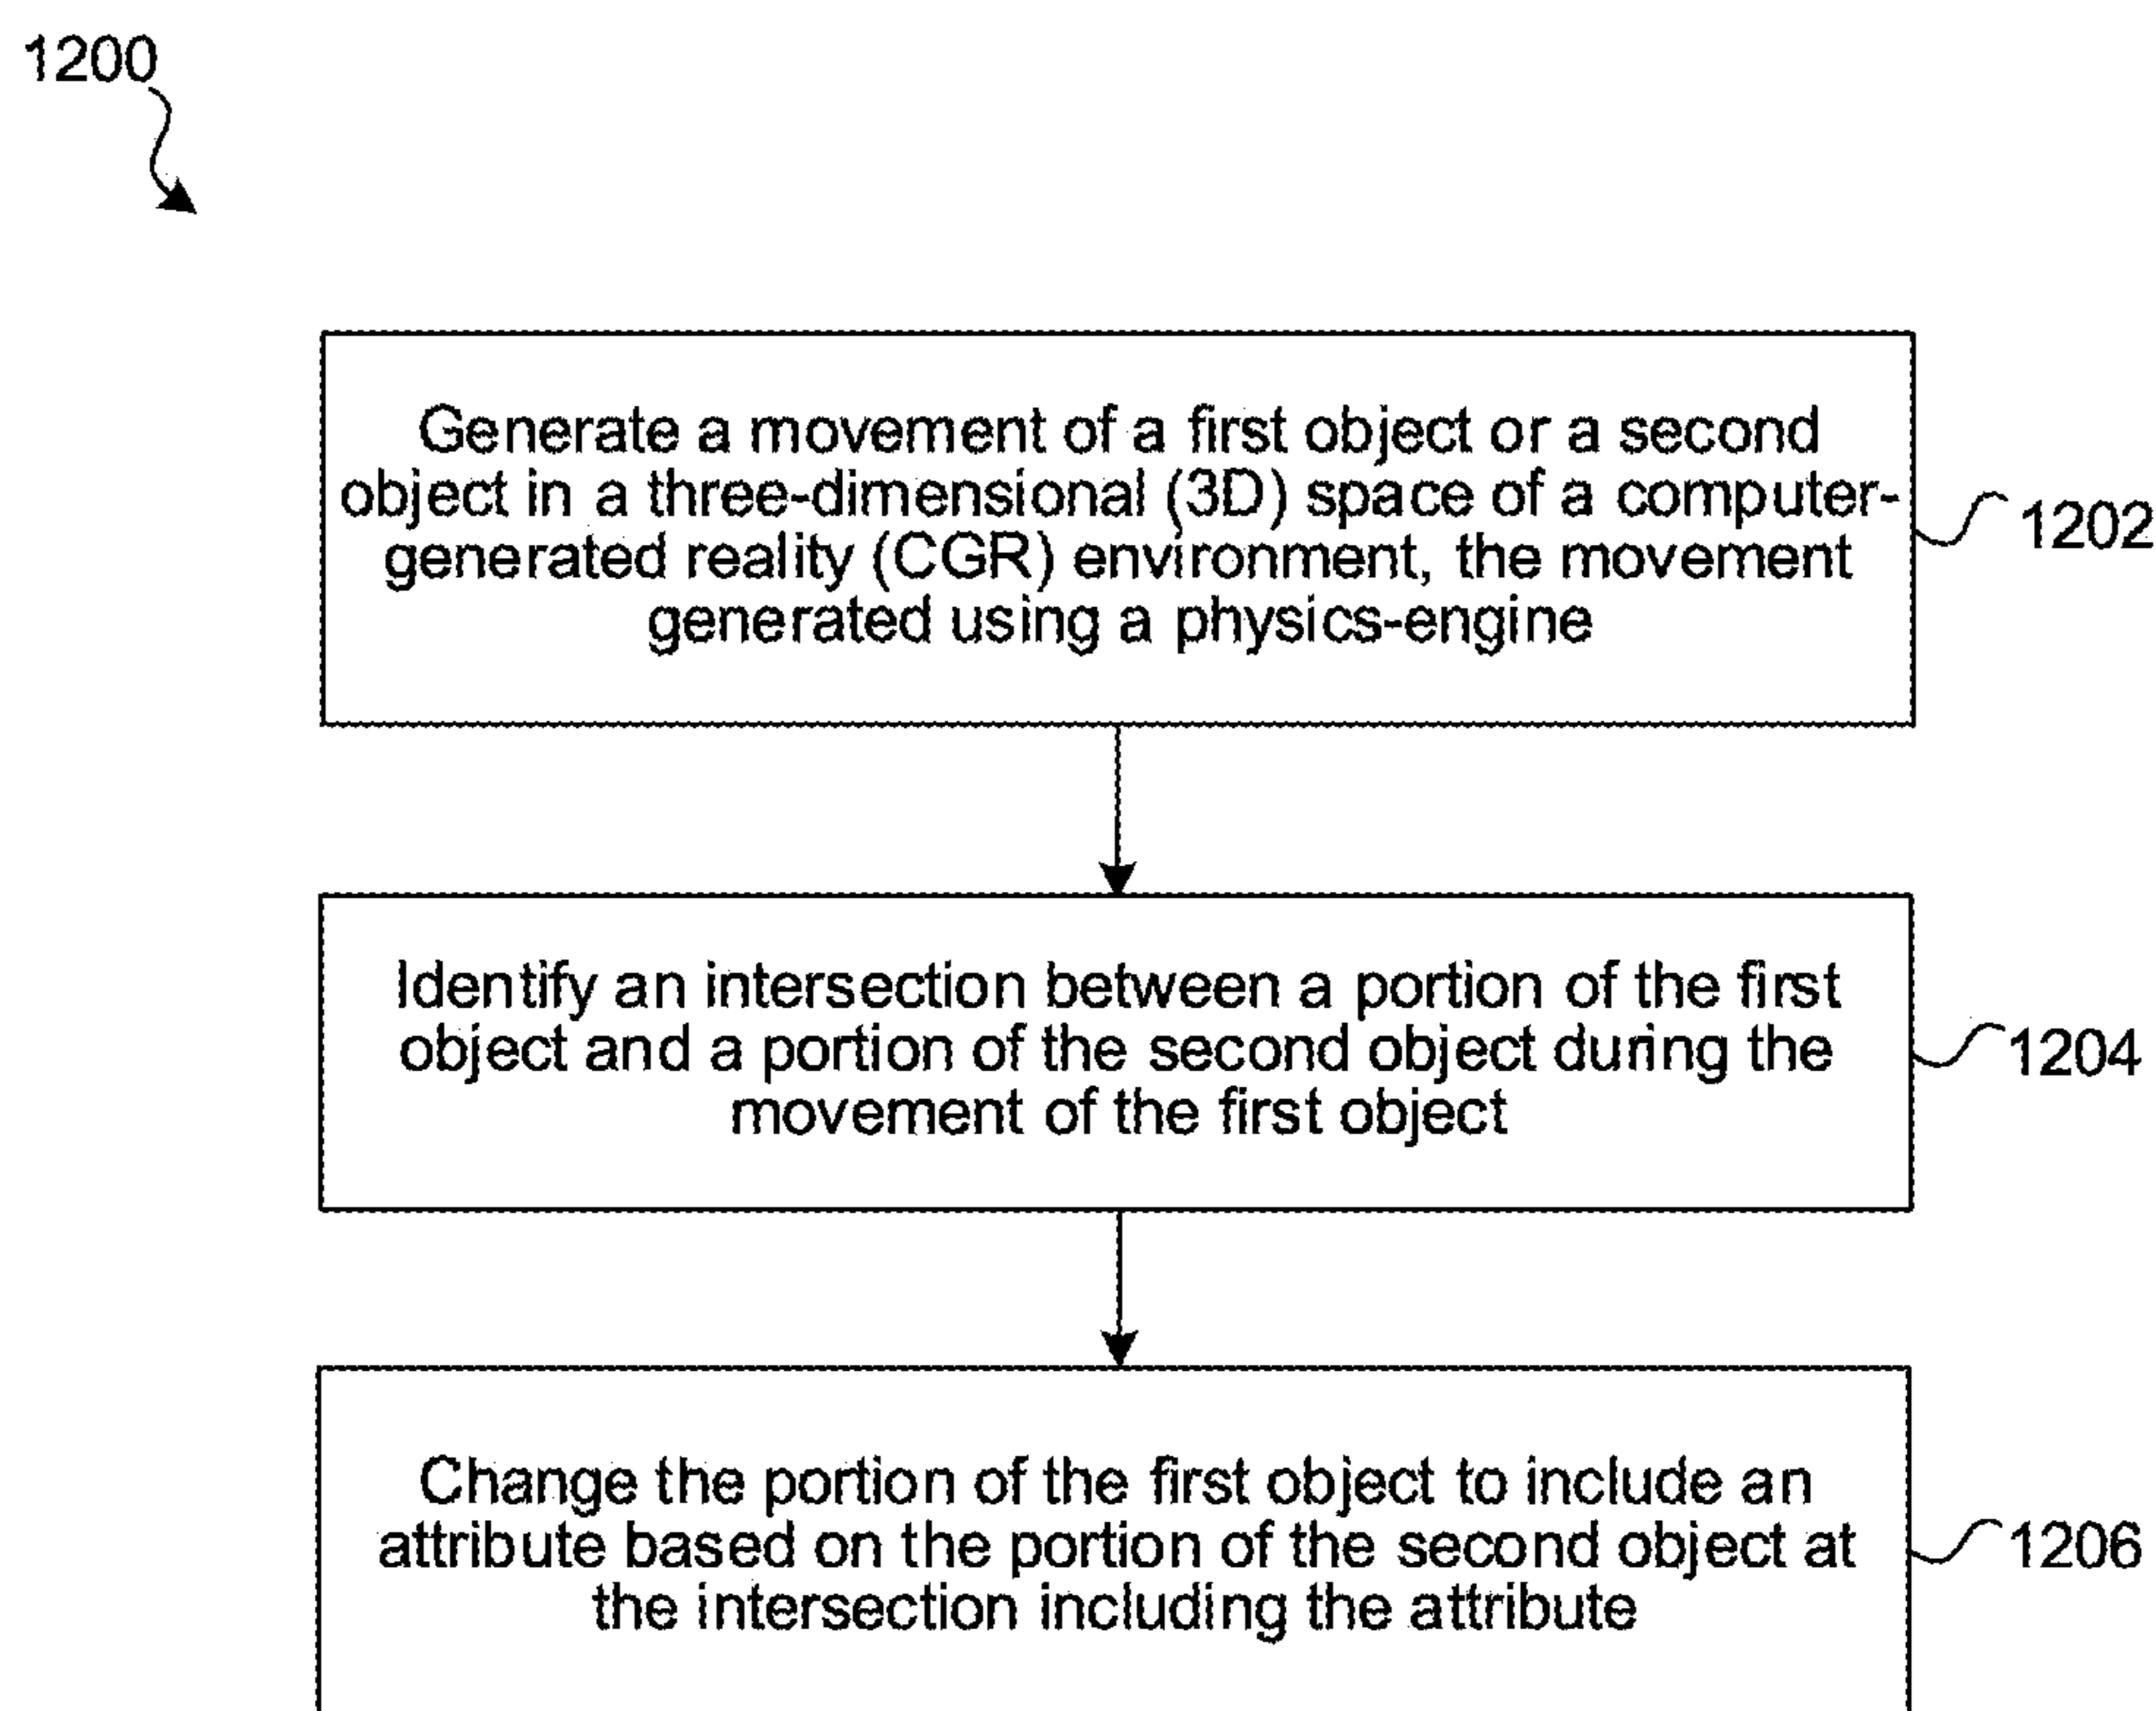 1200
Generate a movement of a first object or a second
object in a three-dimensional (3D) space of a computer-
generated reality (CGR) environment, the movement
generated using a physics-engine
1202
Identify an intersection between a portion of the first
object and a portion of the second object during the
movement of the first object
1204
Change the portion of the first object to include an
attribute based on the portion of the second object at
the intersection including the attribute
1206